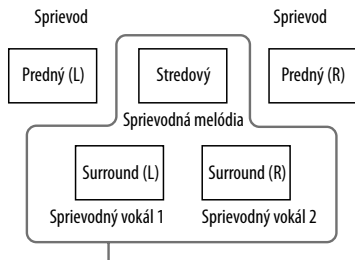 Sprievod Sprievod
Predný (L) Stredový Predný (R)
Sprievodná melódia
Surround (L) Surround (R)
Sprievodný vokál 1 Sprievodný vokál 2